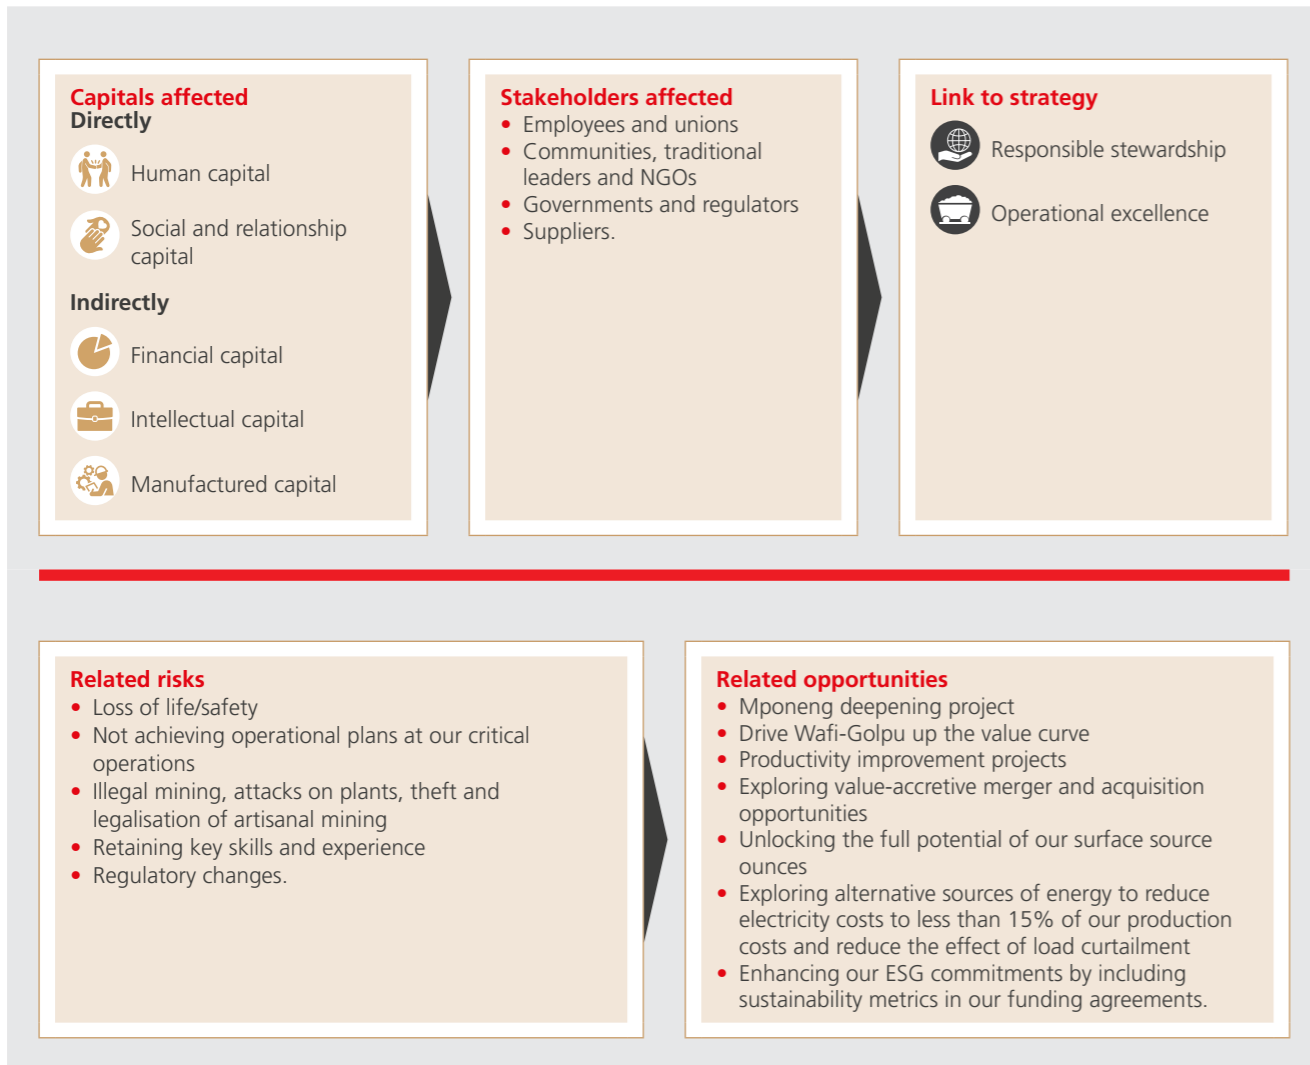 Capitals affected
Directly
Human capital
Social and relationship
capital
Indirectly
Financial capital
Intellectual capital
Manufactured capital
Stakeholders affected
• Employees and unions
• Communities, traditional
leaders and NGOs
• Governments and regulators
• Suppliers.
Link to strategy
Responsible stewardship
Operational excellence
Related risks
• Loss of life/safety
• Not achieving operational plans at our critical
operations
• Illegal mining, attacks on plants, theft and
legalisation of artisanal mining
• Retaining key skills and experience
• Regulatory changes.
Related opportunities
• Mponeng deepening project
• Drive Wafi-Golpu up the value curve
• Productivity improvement projects
• Exploring value-accretive merger and acquisition
opportunities
• Unlocking the full potential of our surface source
ounces
• Exploring alternative sources of energy to reduce
electricity costs to less than 15% of our production
costs and reduce the effect of load curtailment
• Enhancing our ESG commitments by including
sustainability metrics in our funding agreements.